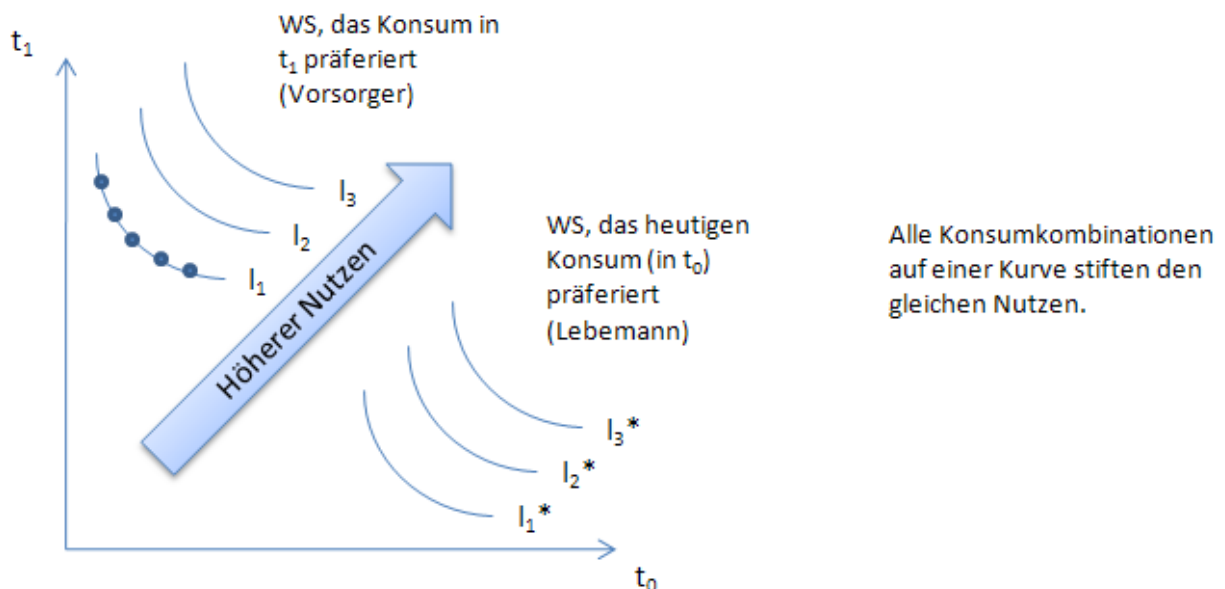 t₁
WS, das Konsum in
t₁ präferiert
(Vorsorger)
I₃
I₂
I₁
Höherer Nutzen
WS, das heutigen
Konsum (in t₀)
präferiert
(Lebemann)
Alle Konsumkombinationen
auf einer Kurve stiften den
gleichen Nutzen.
I₃*
I₂*
I₁*
t₀